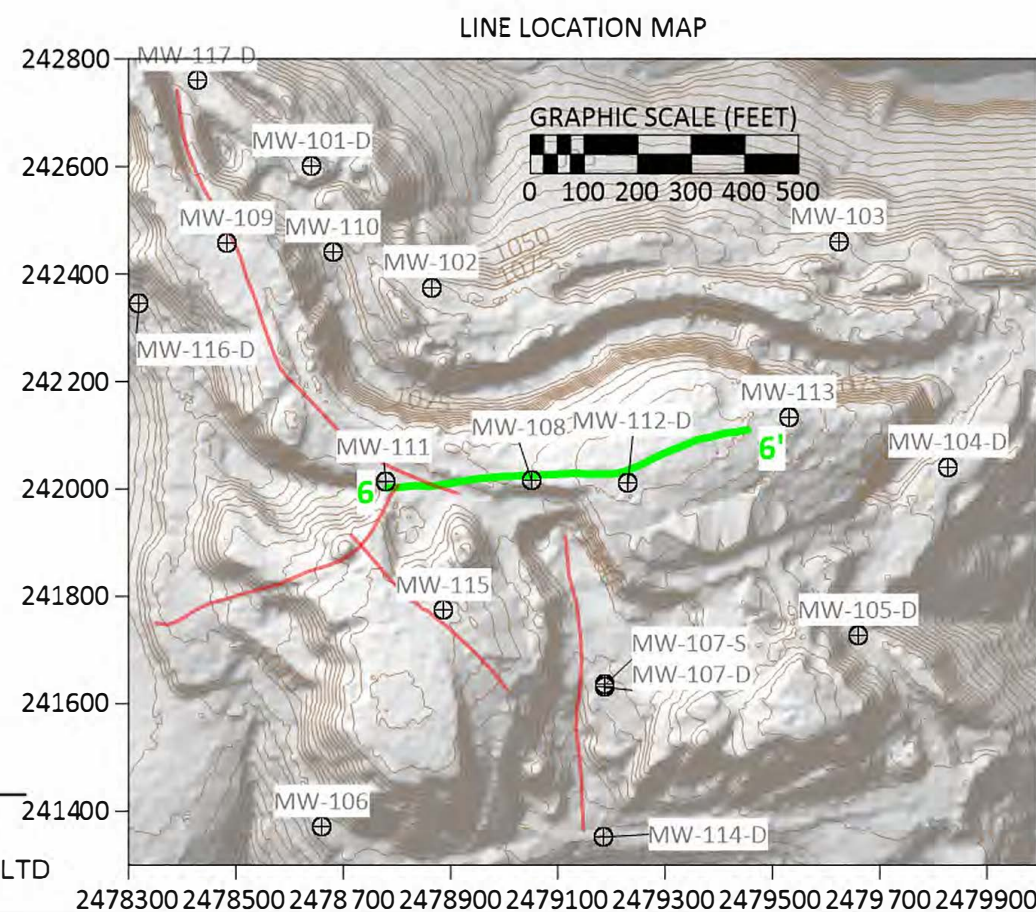 LINE LOCATION MAP
242800
MW-117-D
GRAPHIC SCALE (FEET)
0 100 200 300 400 500
MW-101-D
242600
MW-109
MW-110
MW-103
1050
MW-102
1075
242400
MW-116-D
242200
1075
MW-113
1075
MW-108
MW-112-D
MW-111
MW-104-D
6'
242000
6
MW-115
241800
MW-105-D
MW-107-S
MW-107-D
241600
MW-106
241400
MW-114-D
LTD
2478300 2478500 2478700 2478900 2479100 2479300 2479500 2479700 2479900